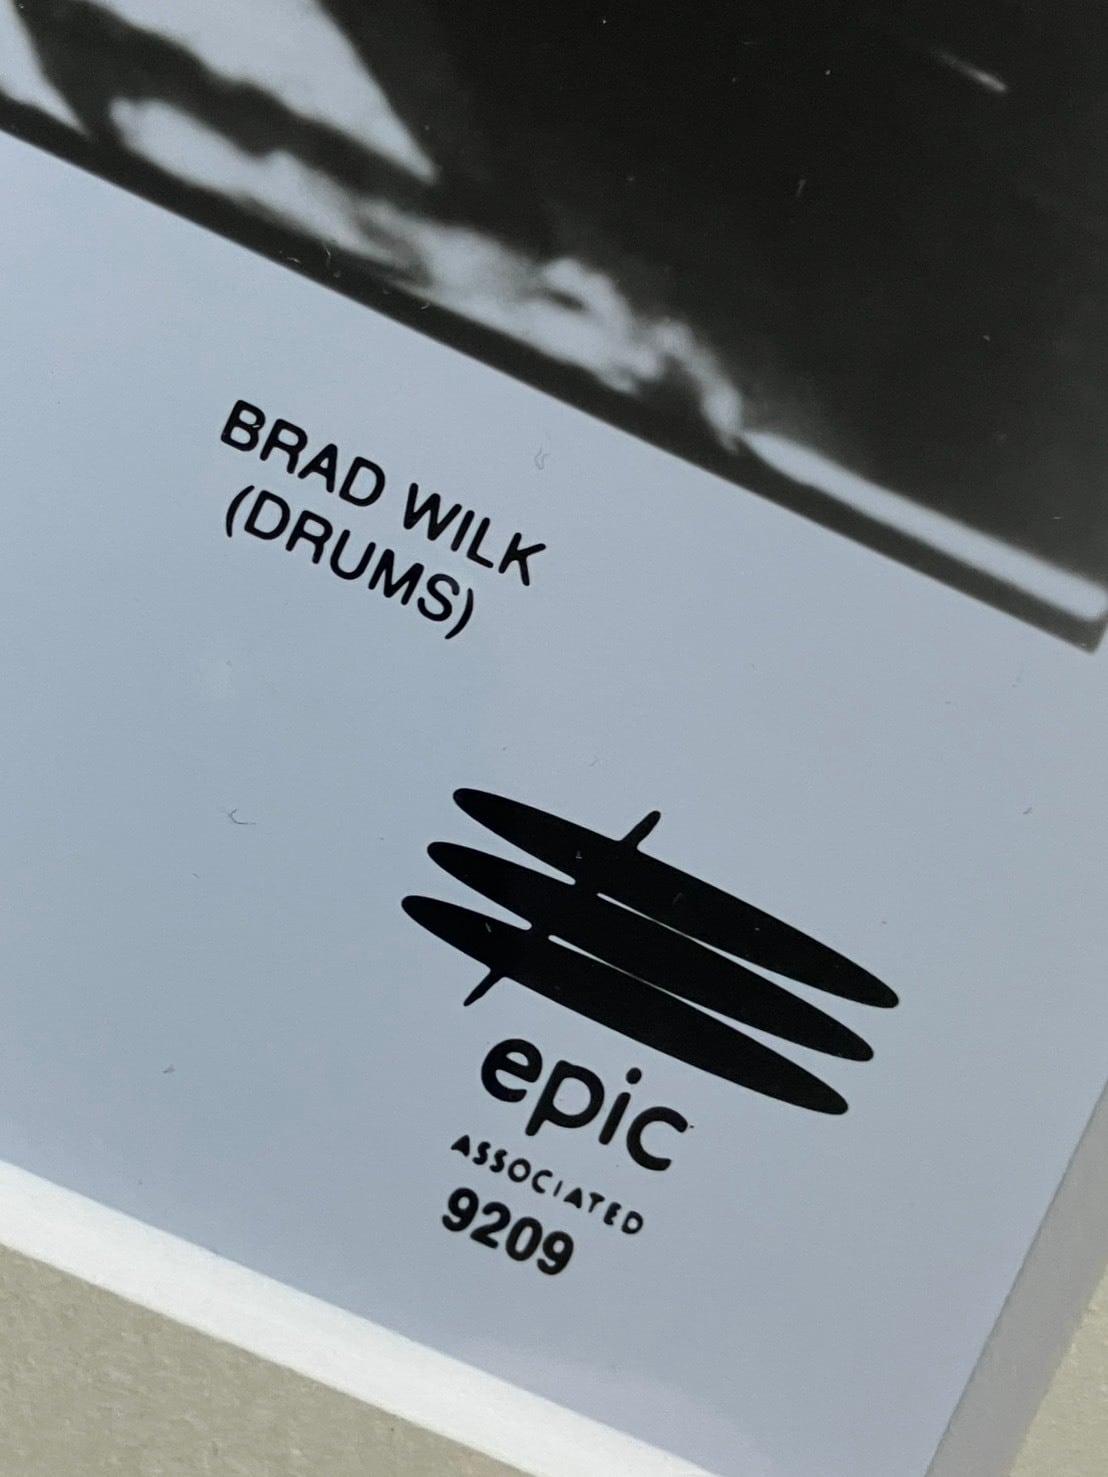 BRAD WILK
(DRUMS)
epic
ASSOCIATED
9209